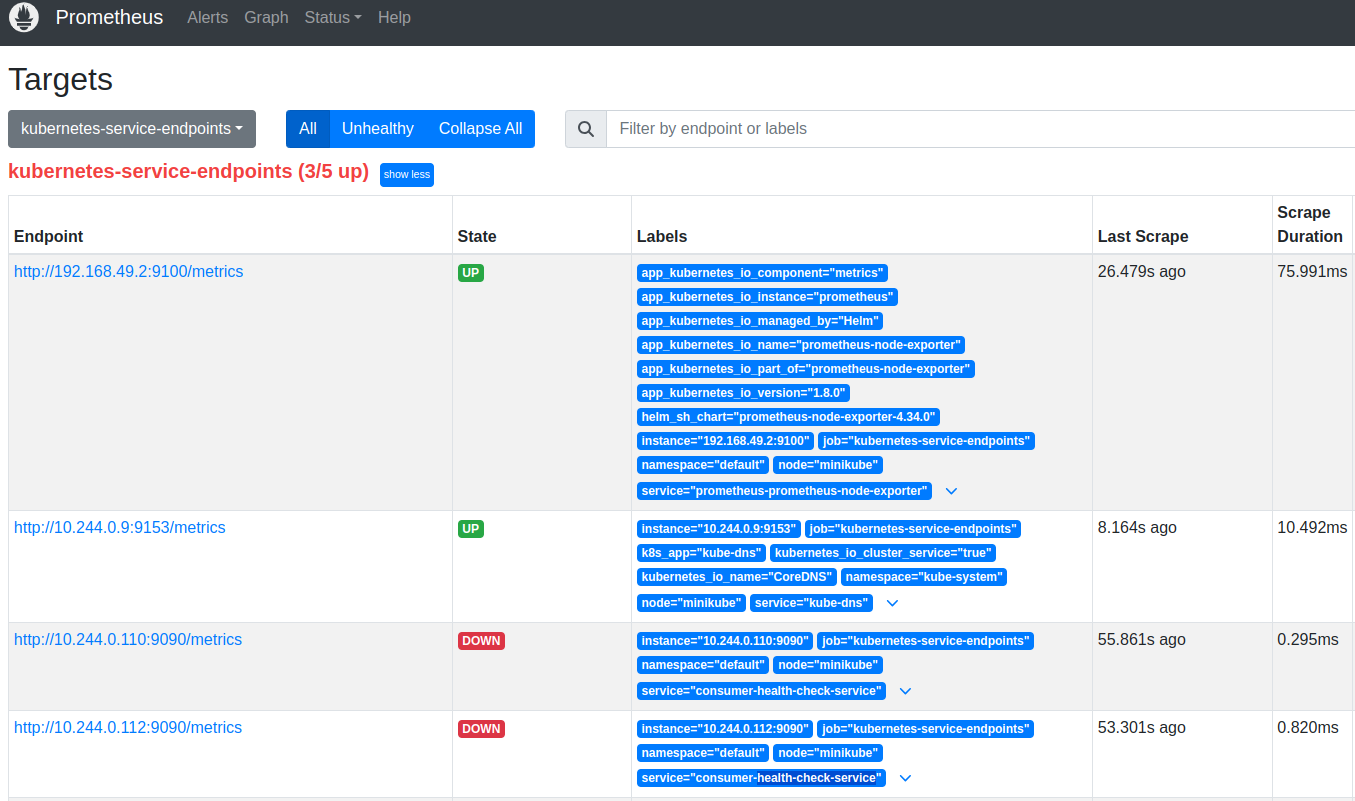 Prometheus Alerts Graph Status Help
Targets
kubernetes-service-endpoints All Unhealthy Collapse All Filter by endpoint or labels
kubernetes-service-endpoints (3/5 up) show less
Endpoint State Labels Last Scrape Scrape Duration
http://192.168.49.2:9100/metrics UP app_kubernetes_io_component="metrics" 26.479s ago 75.991ms
app_kubernetes_io_instance="prometheus"
app_kubernetes_io_managed_by="Helm"
app_kubernetes_io_name="prometheus-node-exporter"
app_kubernetes_io_part_of="prometheus-node-exporter"
app_kubernetes_io_version="1.8.0"
helm_sh_chart="prometheus-node-exporter-4.34.0"
instance="192.168.49.2:9100" job="kubernetes-service-endpoints"
namespace="default" node="minikube"
service="prometheus-prometheus-node-exporter"
http://10.244.0.9:9153/metrics UP instance="10.244.0.9:9153" job="kubernetes-service-endpoints" 8.164s ago 10.492ms
k8s_app="kube-dns" kubernetes_io_cluster_service="true"
kubernetes_io_name="CoreDNS" namespace="kube-system"
node="minikube" service="kube-dns"
http://10.244.0.110:9090/metrics DOWN instance="10.244.0.110:9090" job="kubernetes-service-endpoints" 55.861s ago 0.295ms
namespace="default" node="minikube"
service="consumer-health-check-service"
http://10.244.0.112:9090/metrics DOWN instance="10.244.0.112:9090" job="kubernetes-service-endpoints" 53.301s ago 0.820ms
namespace="default" node="minikube"
service="consumer-health-check-service"